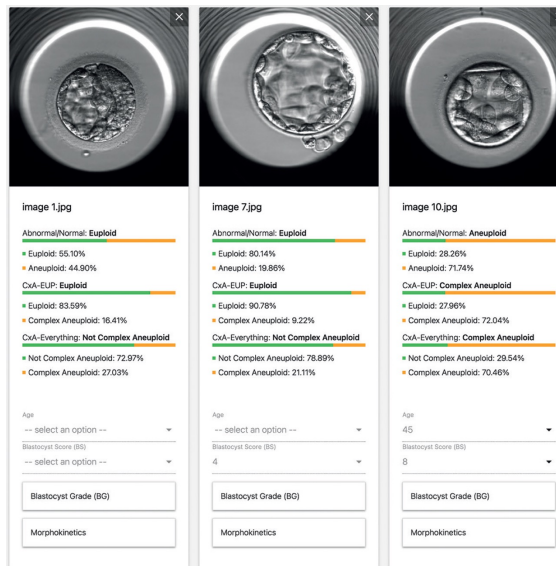 image 1.jpg
Abnormal/Normal: Euploid
Euploid: 55.10%
Aneuploid: 44.90%
CxA-EUP: Euploid
Euploid: 83.59%
Complex Aneuploid: 16.41%
CxA-Everything: Not Complex Aneuploid
Not Complex Aneuploid: 72.97%
Complex Aneuploid: 27.03%
Age
-- select an option --
Blastocyst Score (BS)
-- select an option --
Blastocyst Grade (BG)
Morphokinetics
image 7.jpg
Abnormal/Normal: Euploid
Euploid: 80.14%
Aneuploid: 19.86%
CxA-EUP: Euploid
Euploid: 90.78%
Complex Aneuploid: 9.22%
CxA-Everything: Not Complex Aneuploid
Not Complex Aneuploid: 78.89%
Complex Aneuploid: 21.11%
Age
-- select an option --
Blastocyst Score (BS)
4
Blastocyst Grade (BG)
Morphokinetics
image 10.jpg
Abnormal/Normal: Aneuploid
Euploid: 28.26%
Aneuploid: 71.74%
CxA-EUP: Complex Aneuploid
Euploid: 27.96%
Complex Aneuploid: 72.04%
CxA-Everything: Complex Aneuploid
Not Complex Aneuploid: 29.54%
Complex Aneuploid: 70.46%
Age
45
Blastocyst Score (BS)
8
Blastocyst Grade (BG)
Morphokinetics